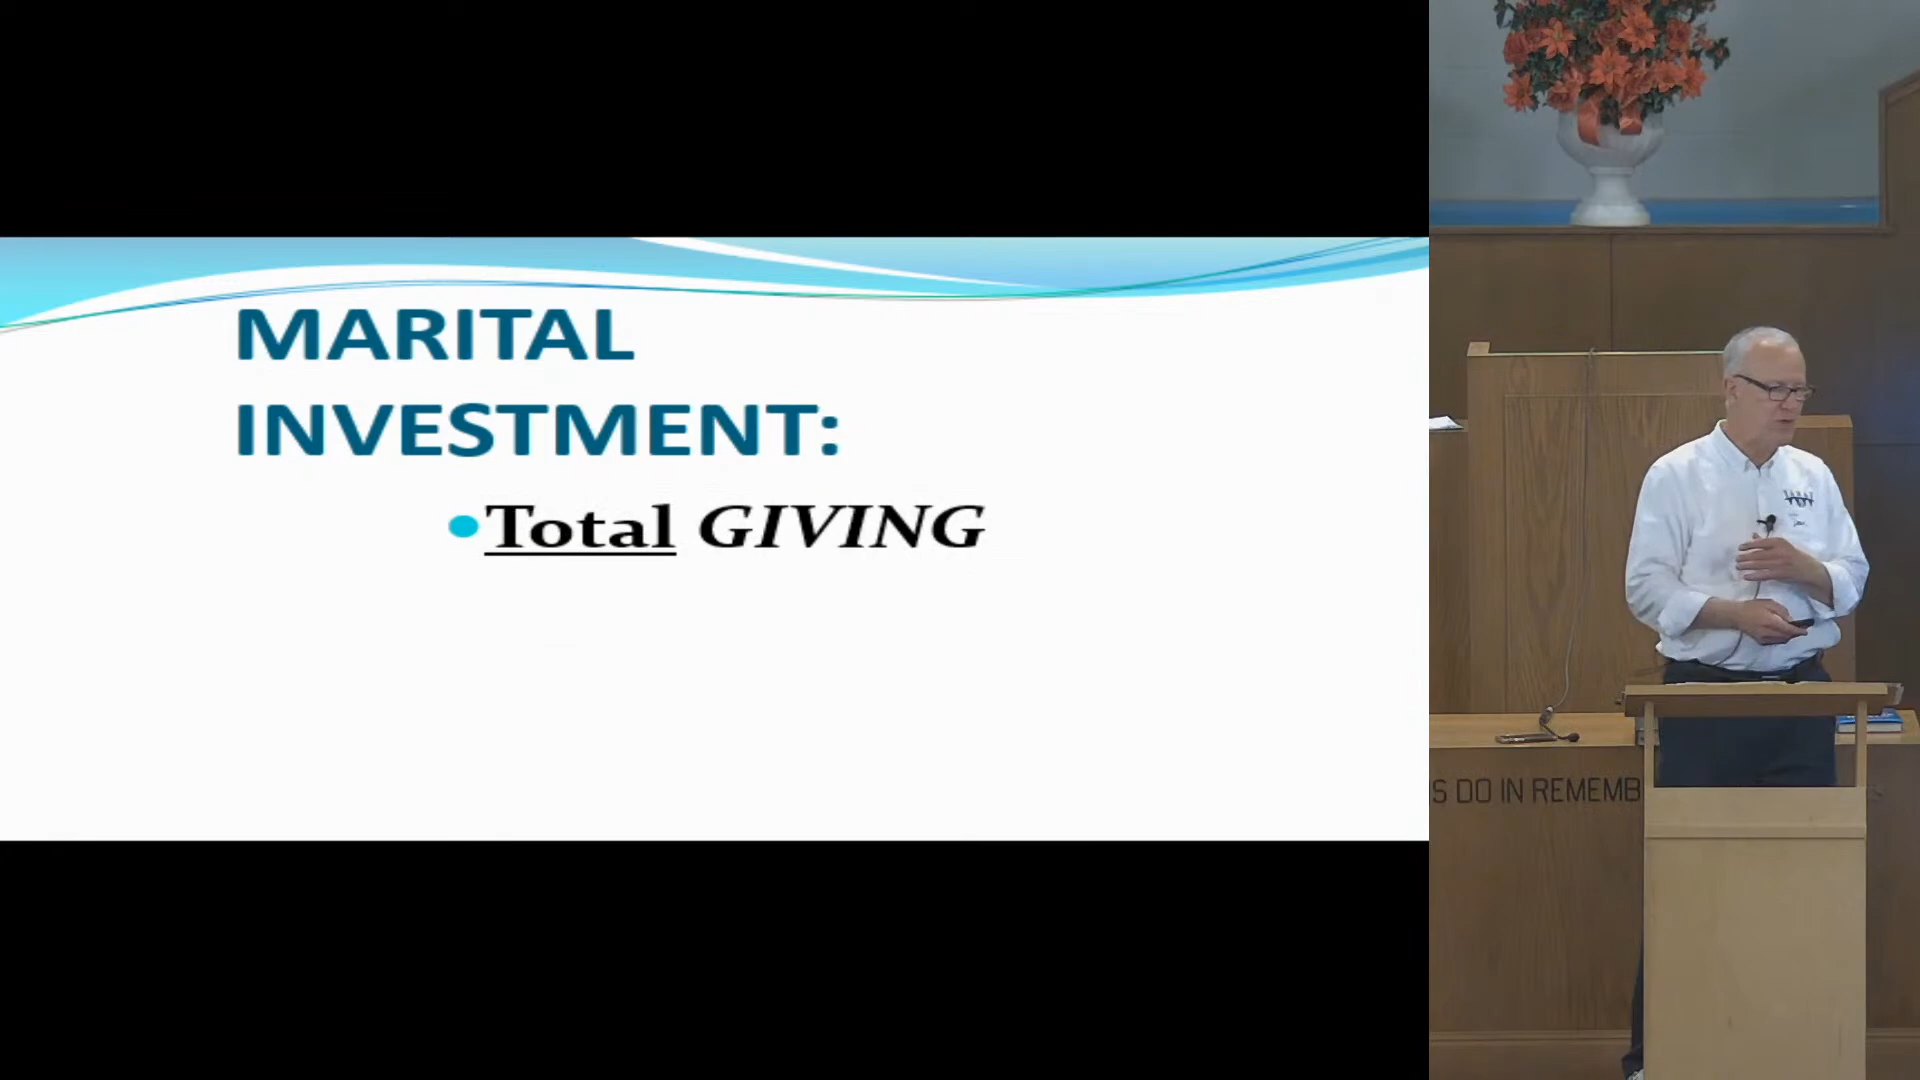 MARITAL
INVESTMENT:
•Total GIVING
S DO IN REMEMB